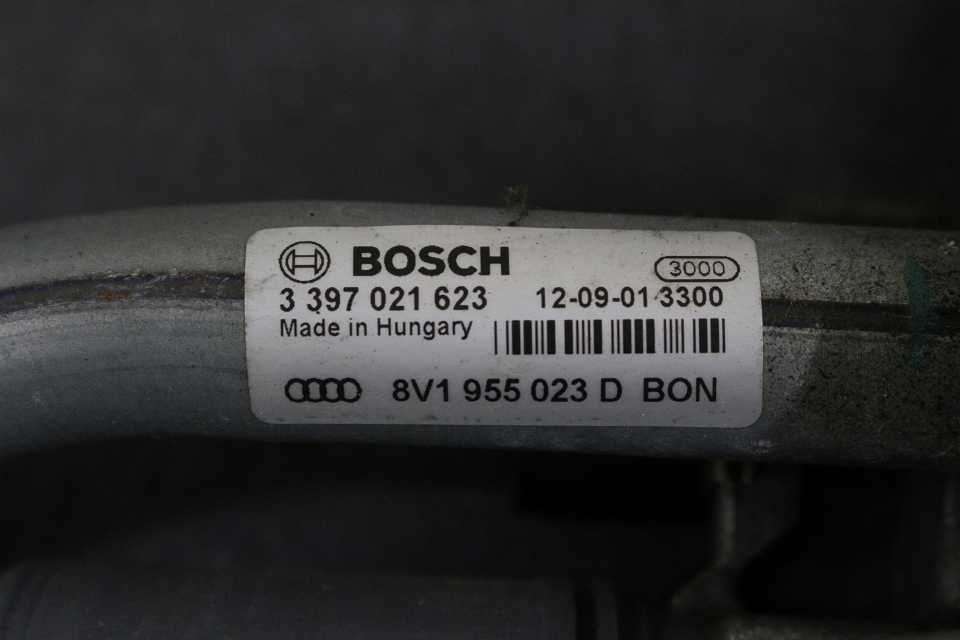 BOSCH
3000
3 397 021 623 12-09-01 3300
Made in Hungary
8V1 955 023 D BON